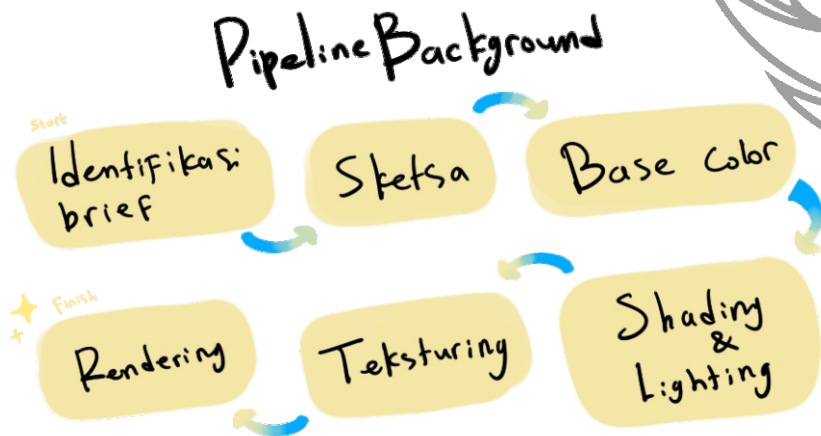 Pipeline Background
Start
Identifikasi
brief
Sketsa
Base color
Shading
&
Lighting
Teksturing
Finish
Rendering